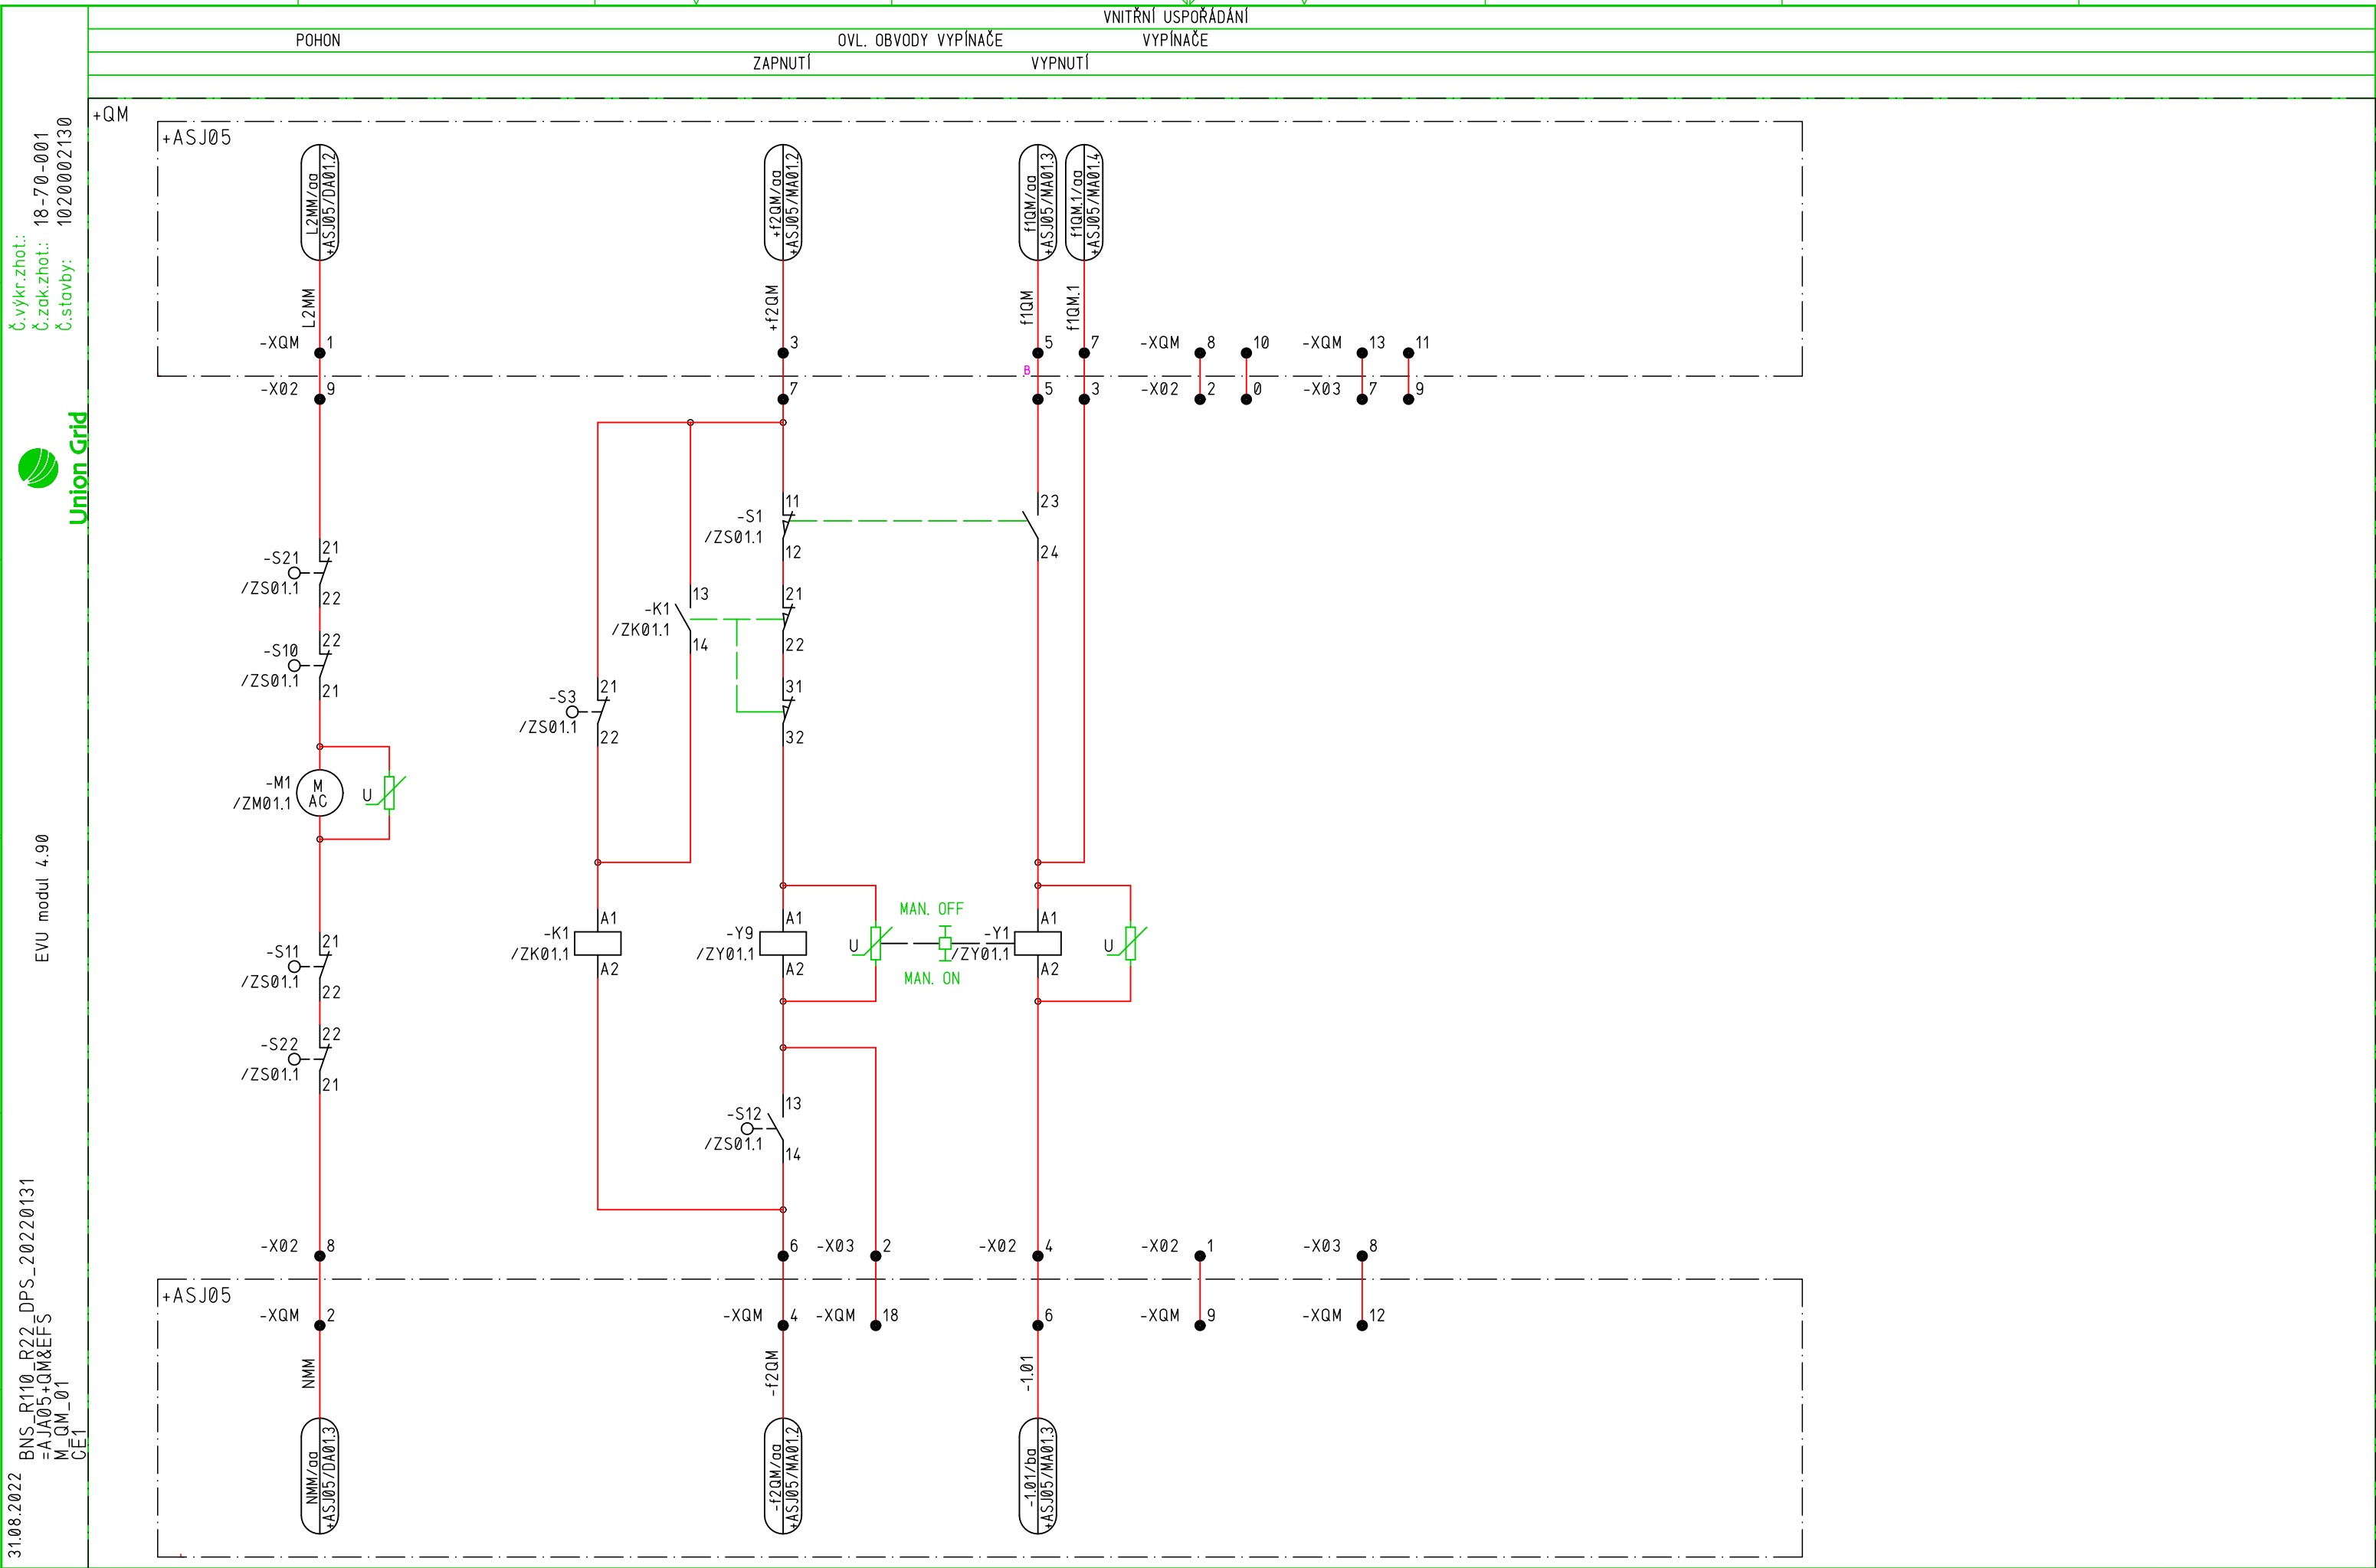 VNITŘNÍ USPOŘÁDÁNÍ
POHON
OVL. OBVODY VYPÍNAČE
VYPÍNAČE
ZAPNUTÍ
VYPNUTÍ
Č.výkr.zhot.:
Č.zak.zhot.: 18-70-001
Č.stavby: 1020002130
Union Grid
EVU modul 4.90
BNS_R110_R22_DPS_20220131
=AJA05+QM&EFS
M_QM_01
CE1
31.08.2022
+QM
+ASJ05
L2MM/aa
+ASJ05/DA01.2
+f2QM/aa
+ASJ05/MA01.2
f1QM/aa
+ASJ05/MA01.3
f1QM.1/aa
+ASJ05/MA01.4
L2MM
+f2QM
f1QM
f1QM.1
-XQM 1
3
5
7
-XQM 8
10
-XQM 13
11
B
-X02 9
7
5
3
-X02 2
0
-X03 7
9
-S1
/ZS01.1
11
12
23
24
-S21
/ZS01.1
21
22
-K1
/ZK01.1
13
14
21
22
-S10
/ZS01.1
22
21
-S3
/ZS01.1
21
22
31
32
-M1
/ZM01.1
M
AC
U
-K1
/ZK01.1
A1
A2
-Y9
/ZY01.1
A1
A2
U
MAN. OFF
MAN. ON
-Y1
/ZY01.1
A1
A2
U
-S11
/ZS01.1
21
22
-S22
/ZS01.1
22
21
-S12
/ZS01.1
13
14
-X02 8
6
-X03 2
-X02 4
-X02 1
-X03 8
+ASJ05
-XQM 2
-XQM 4
-XQM 18
6
-XQM 9
-XQM 12
NMM
-f2QM
-1.01
NMM/aa
+ASJ05/DA01.3
-f2QM/aa
+ASJ05/MA01.2
-1.01/ba
+ASJ05/MA01.3